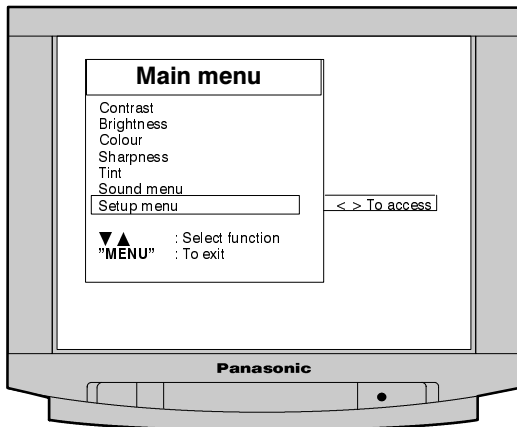 Main menu
Contrast
Brightness
Colour
Sharpness
Tint
Sound menu
Setup menu
< > To access
▼▲ : Select function
”MENU” : To exit
Panasonic